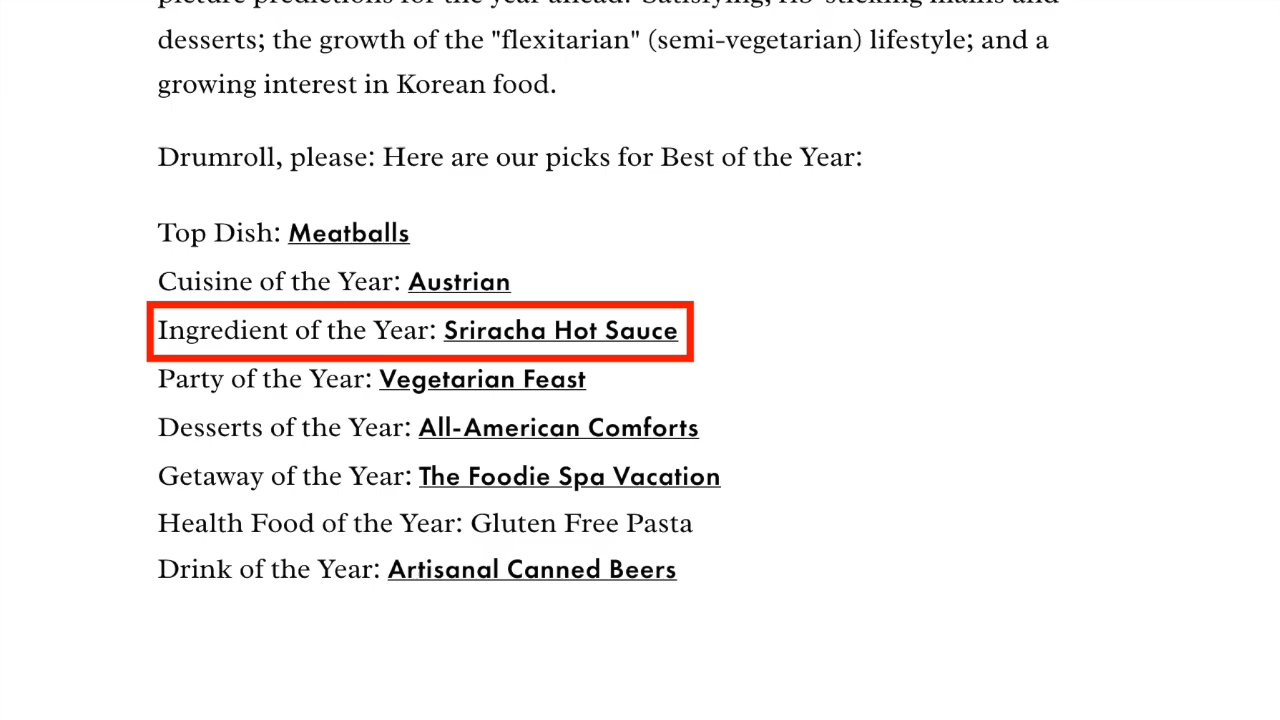 desserts; the growth of the "flexitarian" (semi-vegetarian) lifestyle; and a
growing interest in Korean food.
Drumroll, please: Here are our picks for Best of the Year:
Top Dish: Meatballs
Cuisine of the Year: Austrian
Ingredient of the Year: Sriracha Hot Sauce
Party of the Year: Vegetarian Feast
Desserts of the Year: All-American Comforts
Getaway of the Year: The Foodie Spa Vacation
Health Food of the Year: Gluten Free Pasta
Drink of the Year: Artisanal Canned Beers